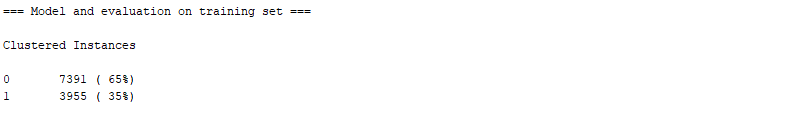 === Model and evaluation on training set ===
Clustered Instances
0 7391 ( 65%)
1 3955 ( 35%)